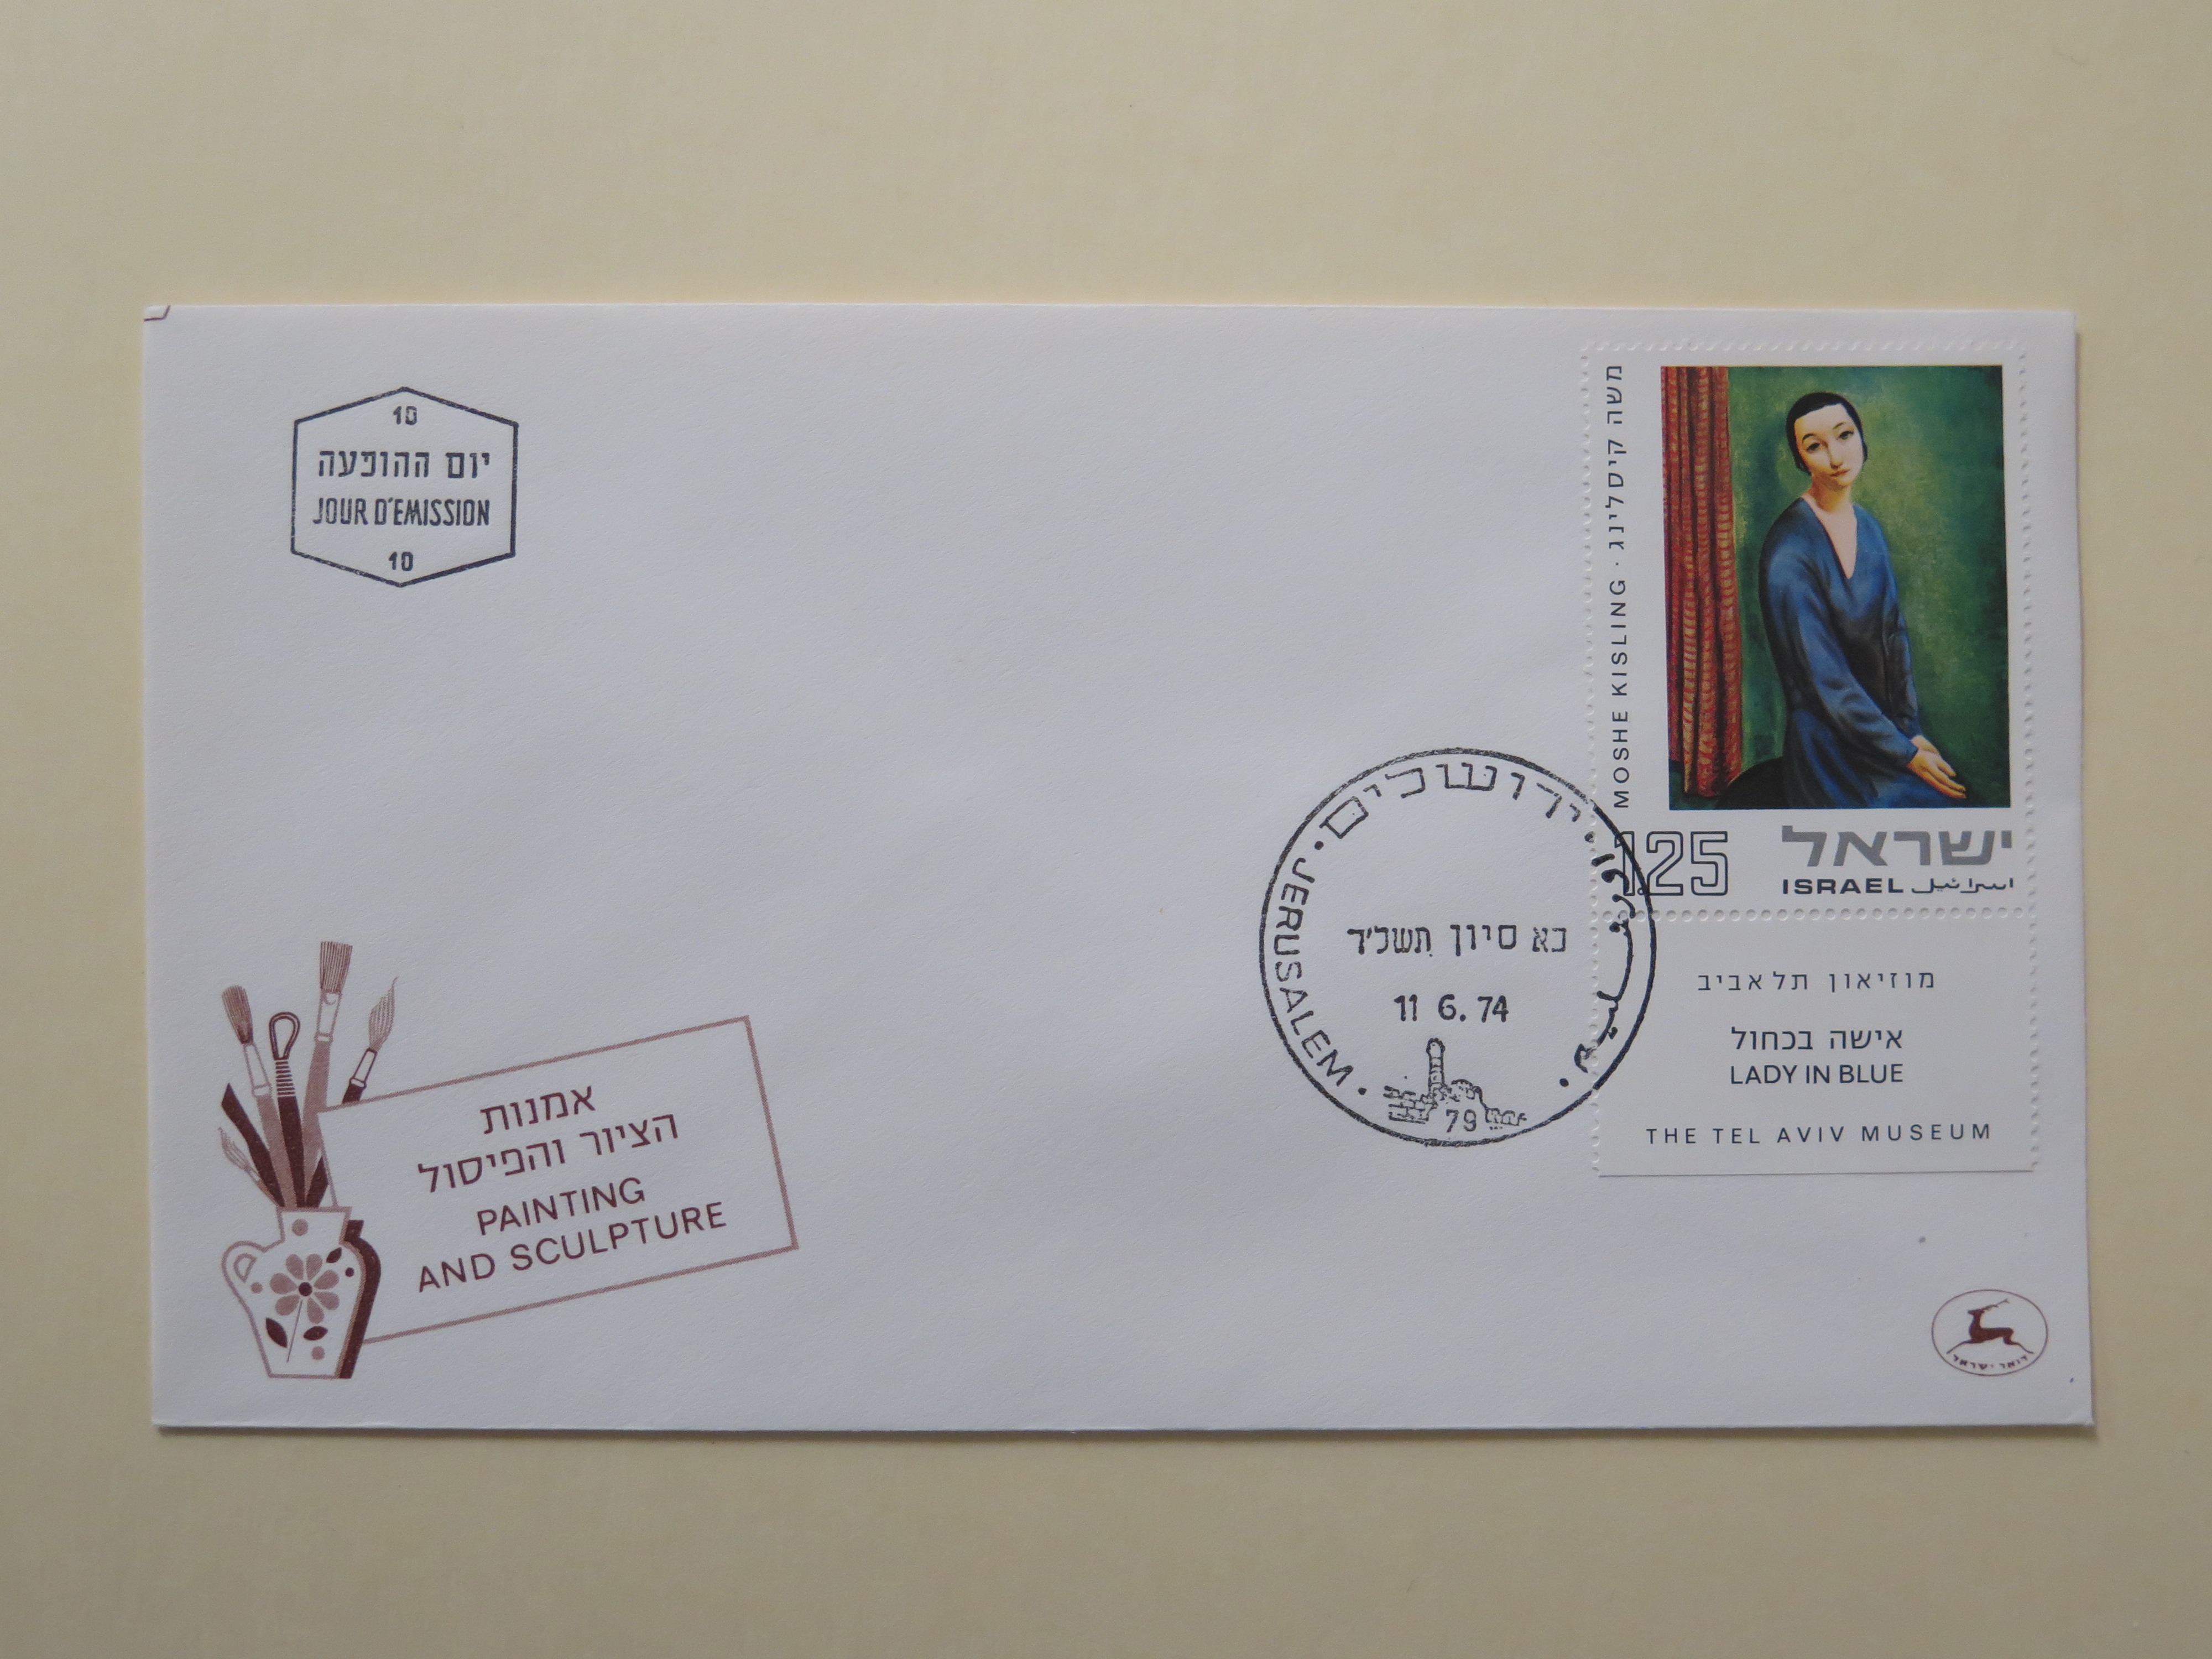 10
יום ההופעה
JOUR D'EMISSION
10
MOSHE KISLING · משה קיסלינג
1.25
ישראל
ISRAEL اسرائيل
מוזיאון תל אביב
אישה בכחול
LADY IN BLUE
THE TEL AVIV MUSEUM
ירושלים
JERUSALEM
כא סיון תשל"ד
11 6. 74
79
אמנות
הציור והפיסול
PAINTING
AND SCULPTURE
דואר ישראל